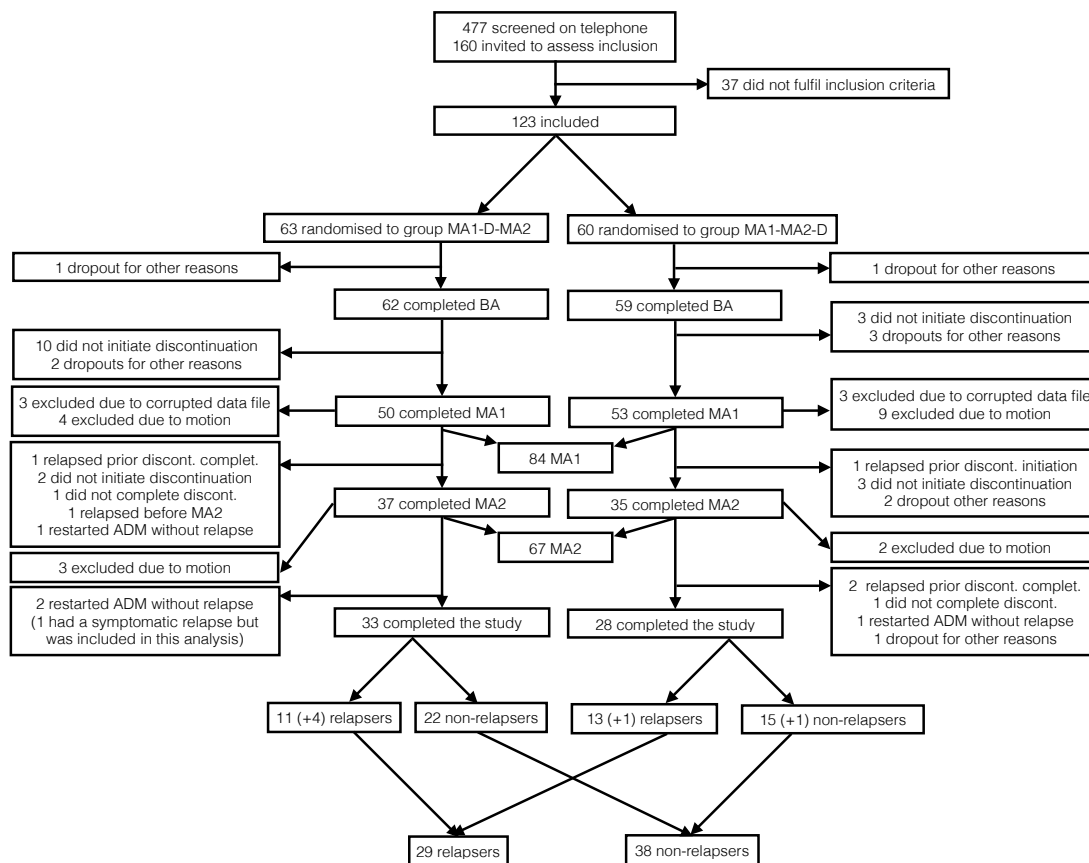 477 screened on telephone
160 invited to assess inclusion
37 did not fulfil inclusion criteria
123 included
63 randomised to group MA1-D-MA2
60 randomised to group MA1-MA2-D
1 dropout for other reasons
1 dropout for other reasons
62 completed BA
59 completed BA
3 did not initiate discontinuation
3 dropouts for other reasons
10 did not initiate discontinuation
2 dropouts for other reasons
3 excluded due to corrupted data file
4 excluded due to motion
50 completed MA1
53 completed MA1
3 excluded due to corrupted data file
9 excluded due to motion
84 MA1
1 relapsed prior discont. complet.
2 did not initiate discontinuation
1 did not complete discont.
1 relapsed before MA2
1 restarted ADM without relapse
1 relapsed prior discont. initiation
3 did not initiate discontinuation
2 dropout other reasons
37 completed MA2
35 completed MA2
67 MA2
3 excluded due to motion
2 excluded due to motion
2 restarted ADM without relapse
(1 had a symptomatic relapse but
was included in this analysis)
2 relapsed prior discont. complet.
1 did not complete discont.
1 restarted ADM without relapse
1 dropout for other reasons
33 completed the study
28 completed the study
11 (+4) relapsers
22 non-relapsers
13 (+1) relapsers
15 (+1) non-relapsers
29 relapsers
38 non-relapsers